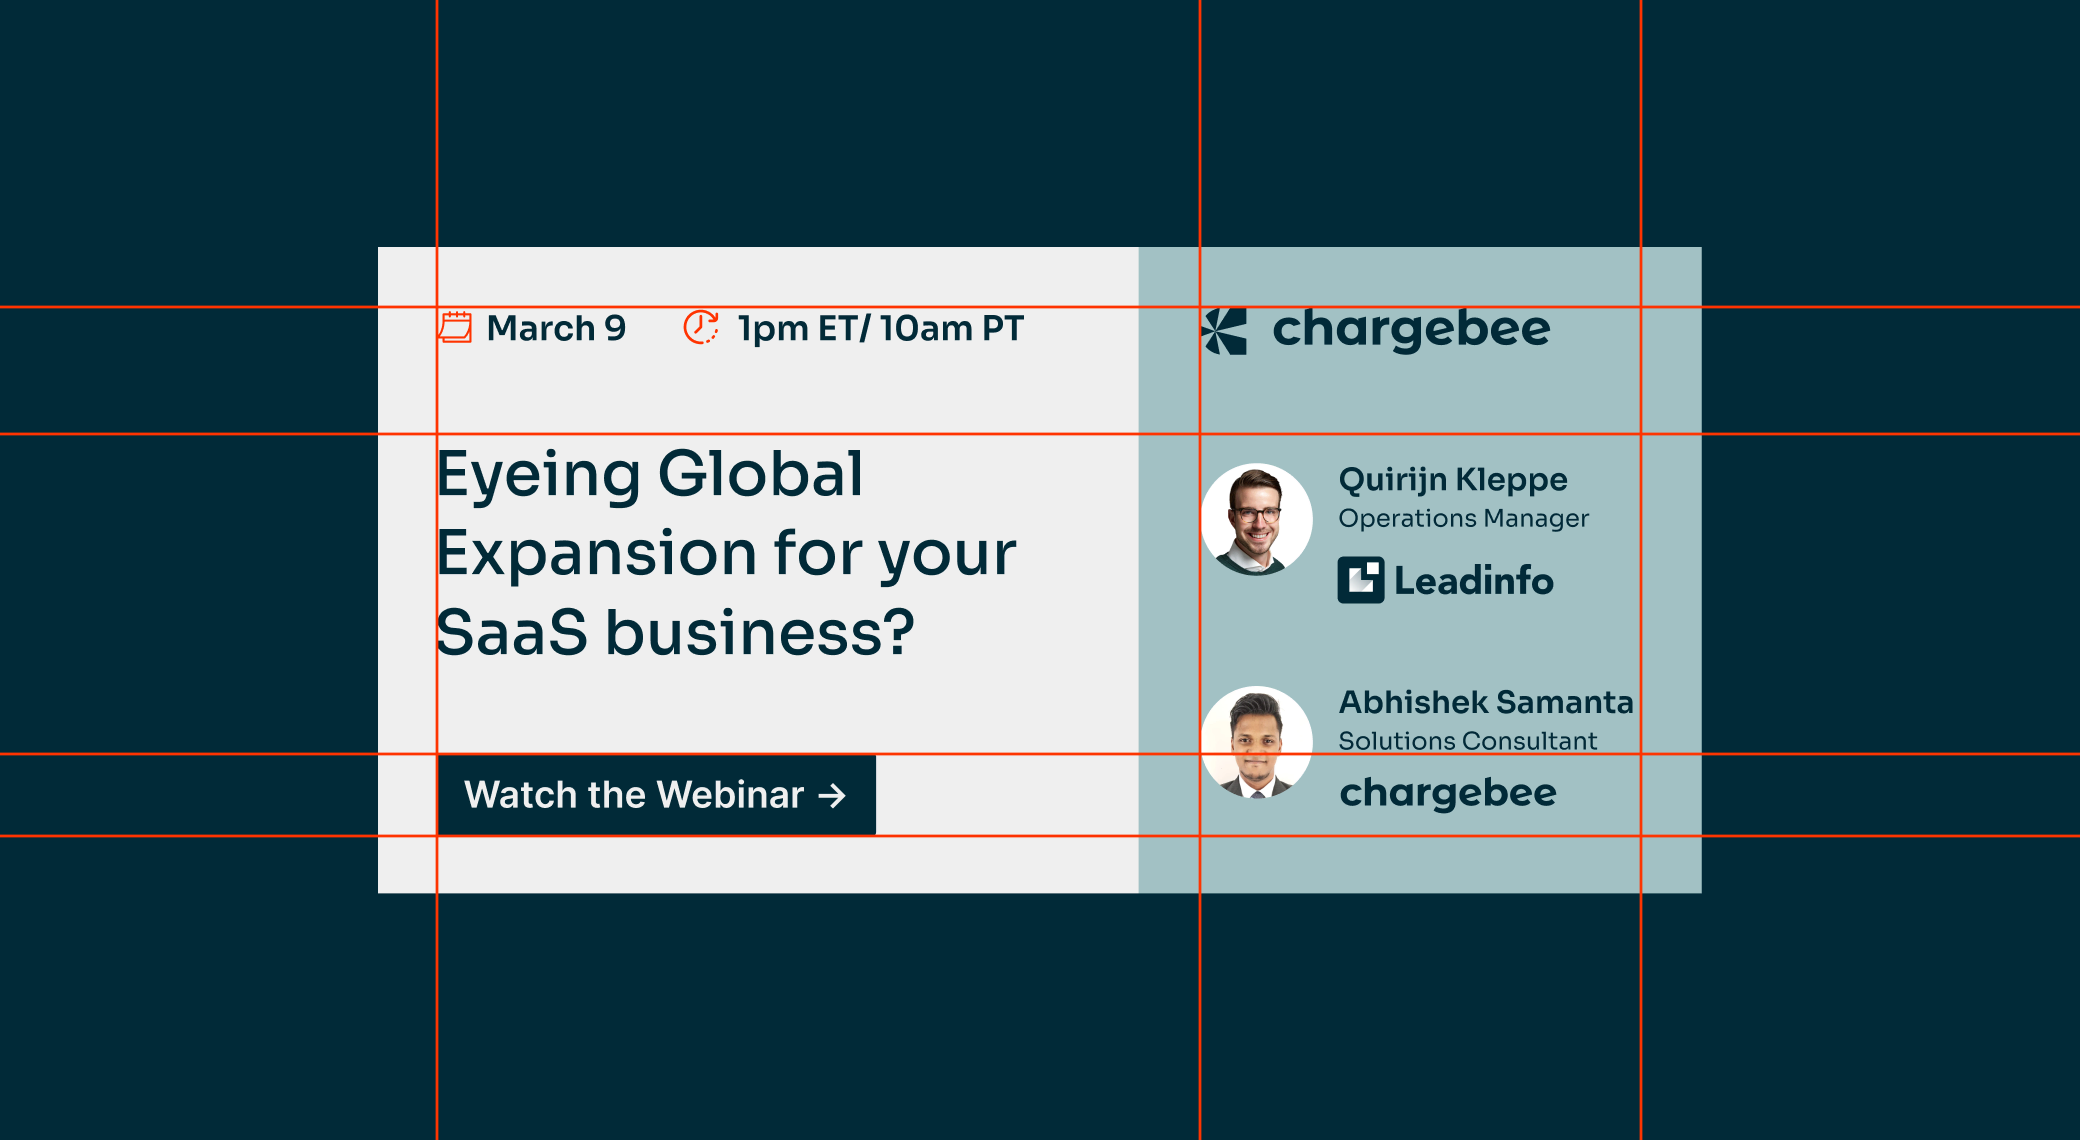 March 9
1pm ET/ 10am PT
Eyeing Global
Expansion for your
SaaS business?
Watch the Webinar →
chargebee
Quirijn Kleppe
Operations Manager
Leadinfo
Abhishek Samanta
Solutions Consultant
chargebee